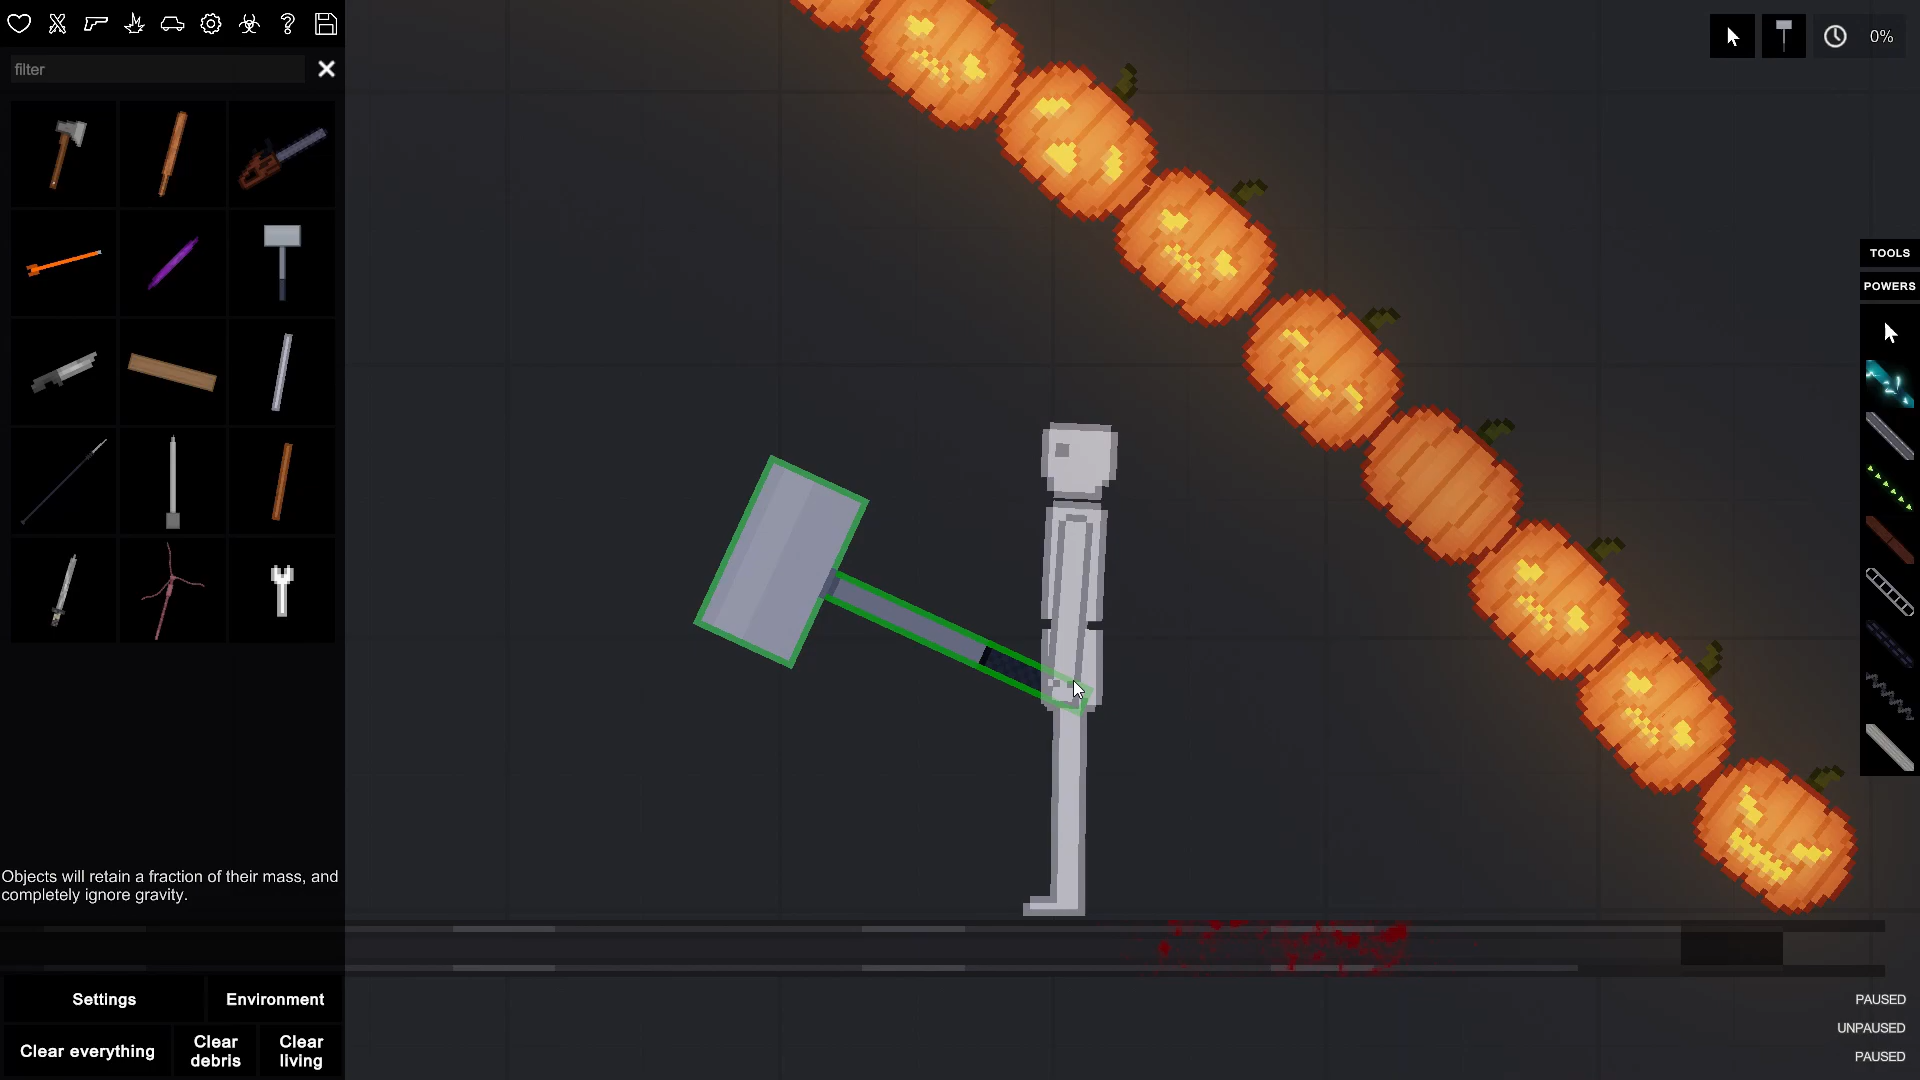 filter
0%
TOOLS
POWERS
Objects will retain a fraction of their mass, and
completely ignore gravity.
Settings
Environment
Clear everything
Clear
debris
Clear
living
PAUSED
UNPAUSED
PAUSED